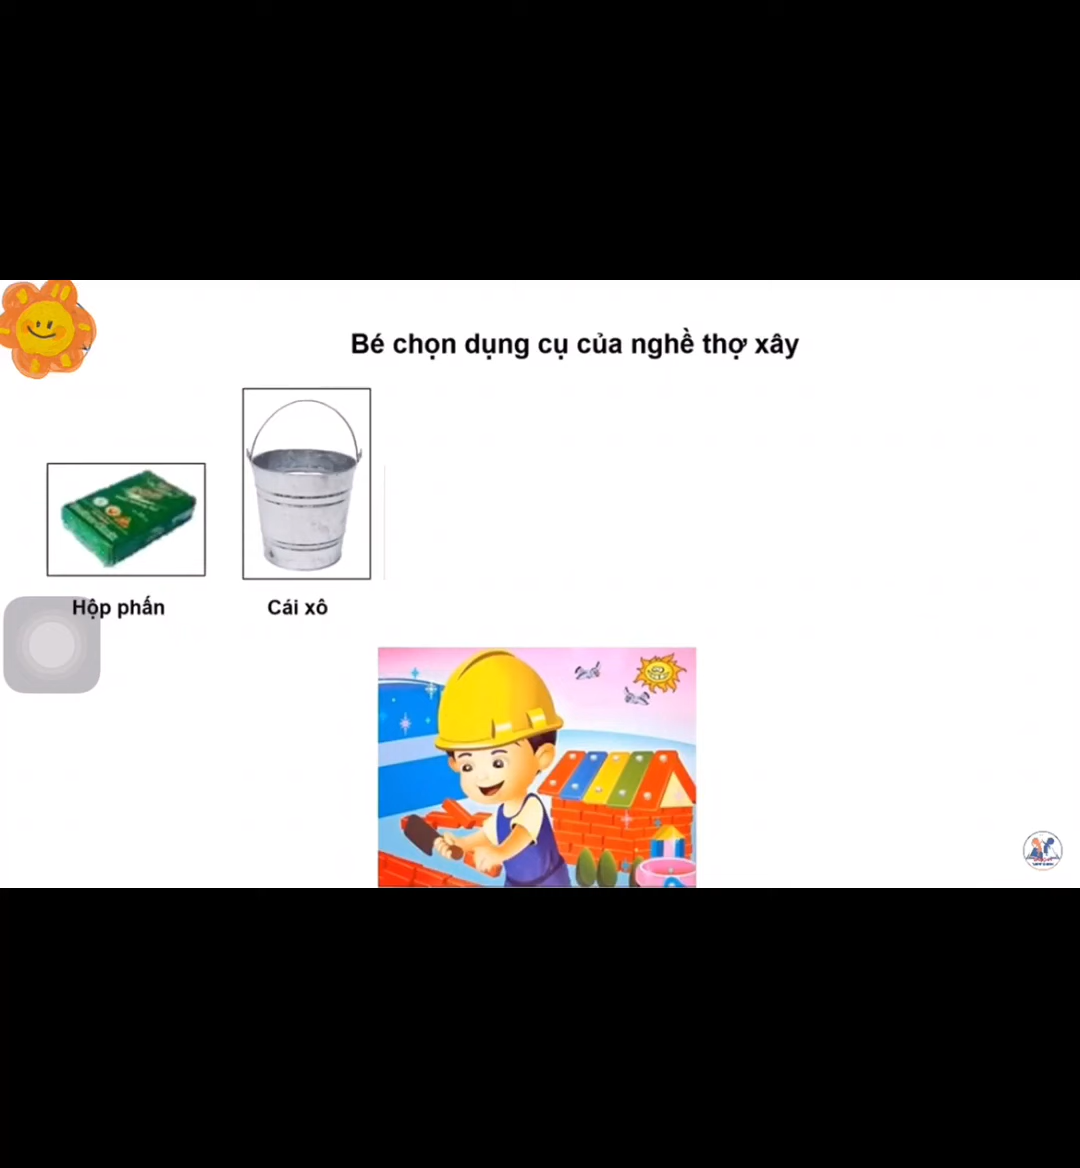 Bé chọn dụng cụ của nghề thợ xây
Hộp phấn
Cái xô